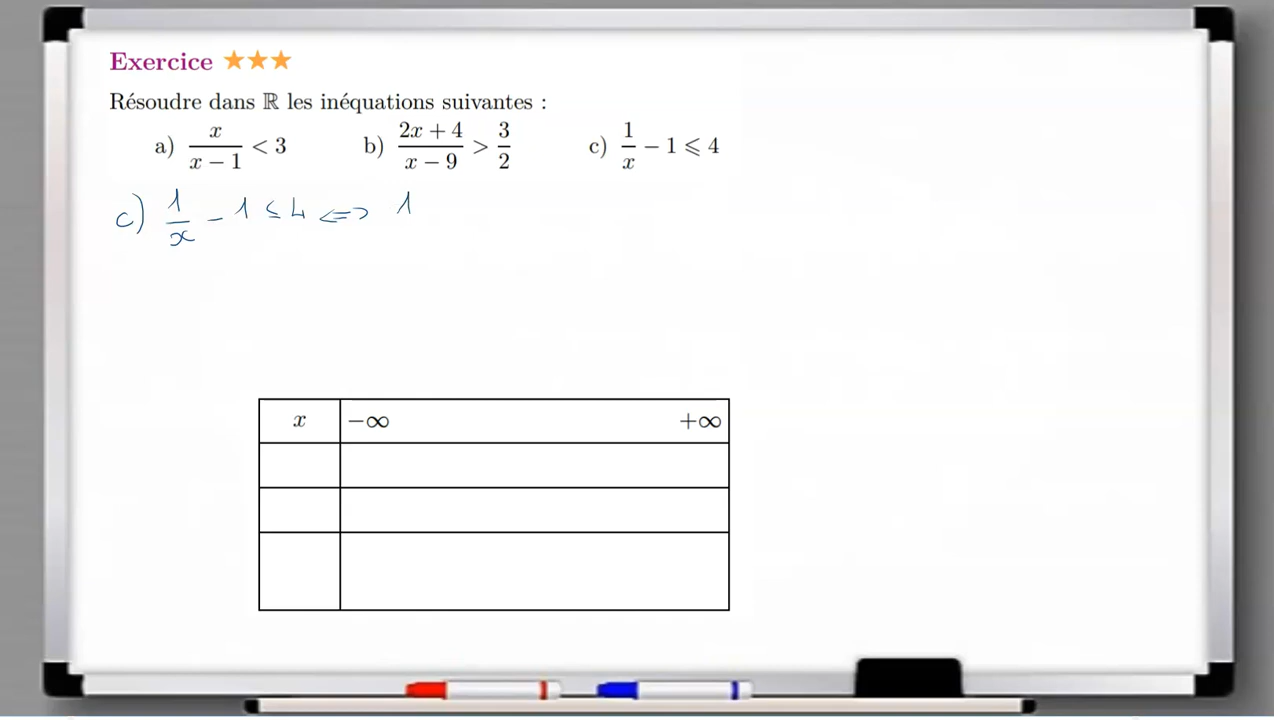 Exercice ★★★
Résoudre dans ℝ les inéquations suivantes :
a) x/(x − 1) < 3 b) (2x + 4)/(x − 9) > 3/2 c) 1/x − 1 ⩽ 4
c) 1/x − 1 ≤ 4 ⟺ 1
x −∞ +∞